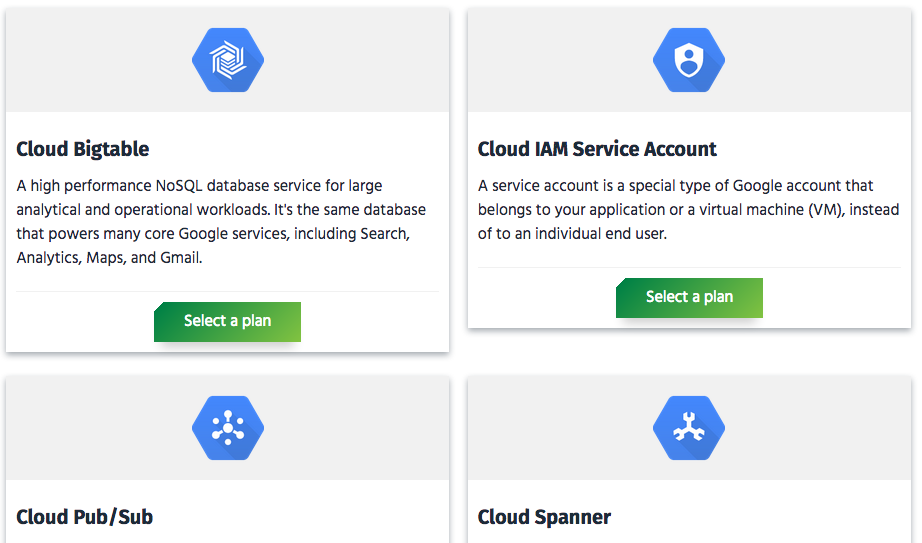 Cloud Bigtable
A high performance NoSQL database service for large
analytical and operational workloads. It's the same database
that powers many core Google services, including Search,
Analytics, Maps, and Gmail.
Select a plan
Cloud IAM Service Account
A service account is a special type of Google account that
belongs to your application or a virtual machine (VM), instead
of to an individual end user.
Select a plan
Cloud Pub/Sub
Cloud Spanner